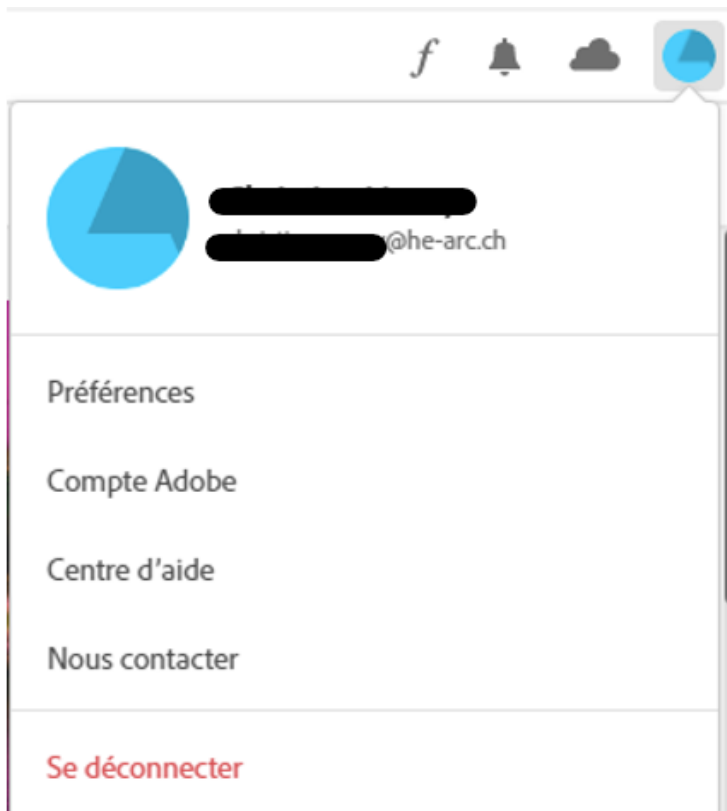 f
@he-arc.ch
Préférences
Compte Adobe
Centre d’aide
Nous contacter
Se déconnecter